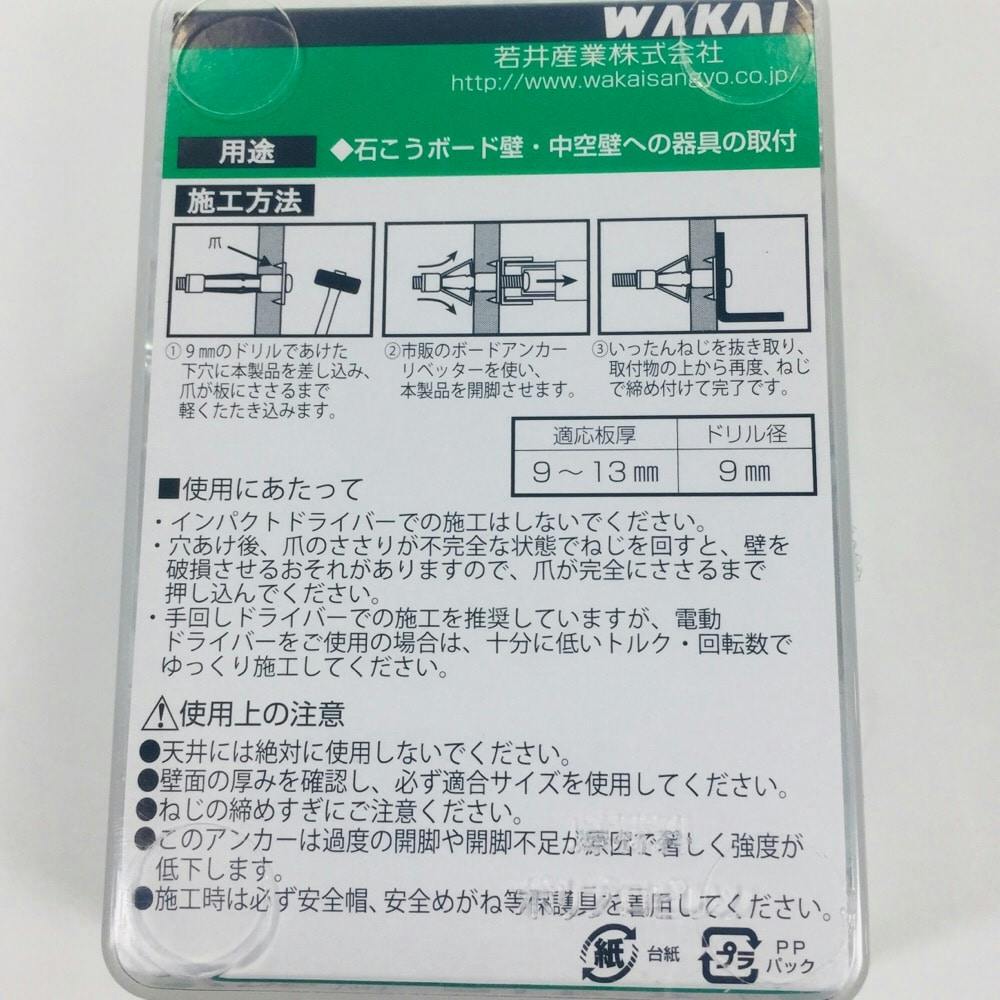 WAKAI
若井産業株式会社
http://www.wakaisangyo.co.jp/
用途
◆石こうボード壁・中空壁への器具の取付
施工方法
爪
①9㎜のドリルであけた
下穴に本製品を差し込み、
爪が板にささるまで
軽くたたき込みます。
②市販のボードアンカー
リベッターを使い、
本製品を開脚させます。
③いったんねじを抜き取り、
取付物の上から再度、ねじ
で締め付けて完了です。
適応板厚 ドリル径
9～13㎜ 9㎜
■使用にあたって
・インパクトドライバーでの施工はしないでください。
・穴あけ後、爪のささりが不完全な状態でねじを回すと、壁を
破損させるおそれがありますので、爪が完全にささるまで
押し込んでください。
・手回しドライバーでの施工を推奨していますが、電動
ドライバーをご使用の場合は、十分に低いトルク・回転数で
ゆっくり施工してください。
⚠使用上の注意
●天井には絶対に使用しないでください。
●壁面の厚みを確認し、必ず適合サイズを使用してください。
●ねじの締めすぎにご注意ください。
●このアンカーは過度の開脚や開脚不足が原因で著しく強度が
低下します。
●施工時は必ず安全帽、安全めがね等保護具を着用してください。
紙 台紙
プラ PP
パック